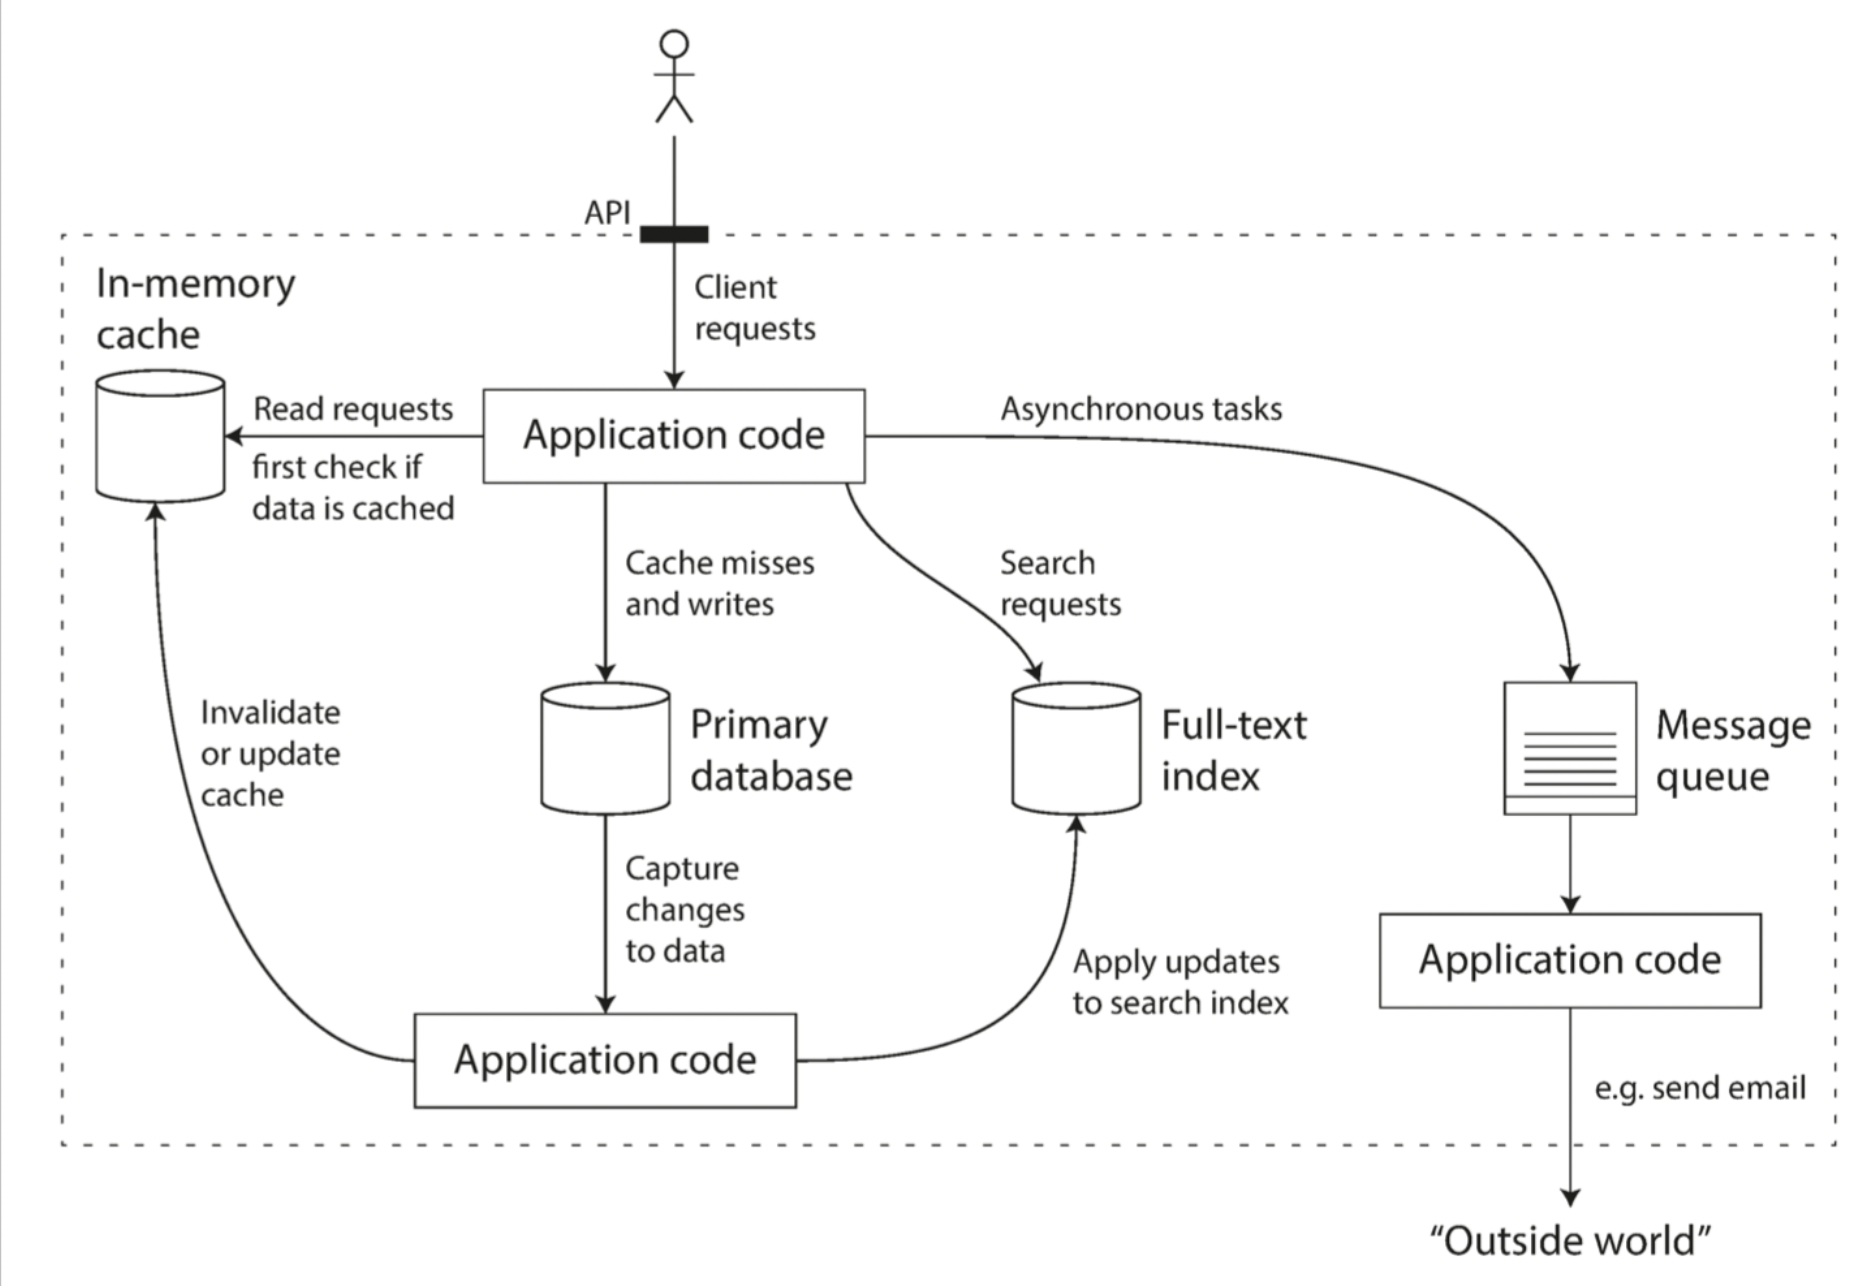 API
In-memory
cache
Client
requests
Read requests
first check if
data is cached
Application code
Asynchronous tasks
Cache misses
and writes
Search
requests
Invalidate
or update
cache
Primary
database
Full-text
index
Message
queue
Capture
changes
to data
Apply updates
to search index
Application code
Application code
e.g. send email
“Outside world”